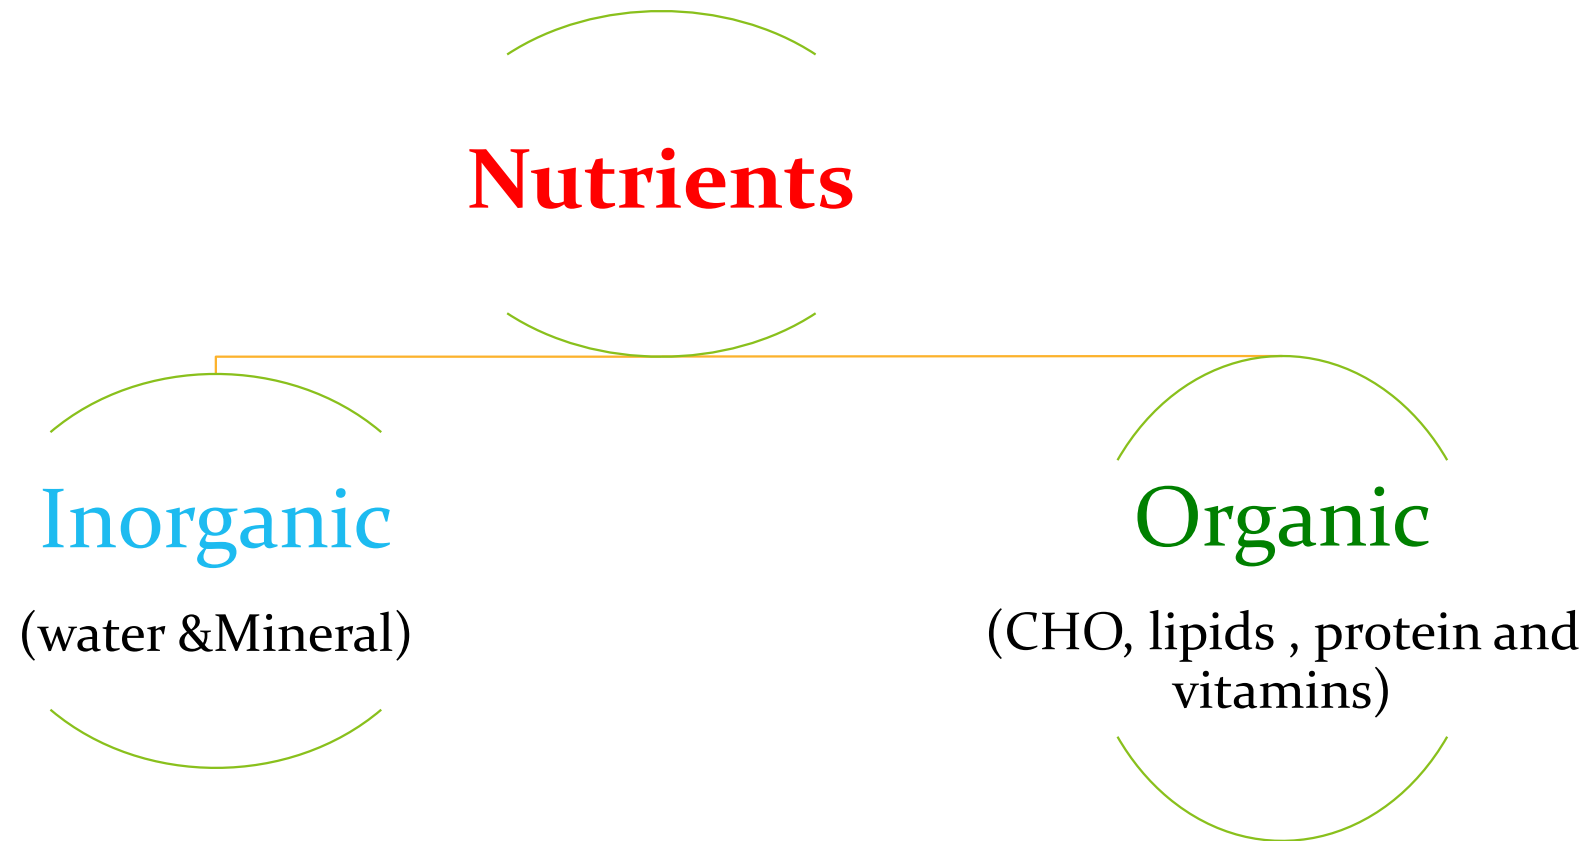 Nutrients
Inorganic
(water &Mineral)
Organic
(CHO, lipids , protein and
vitamins)